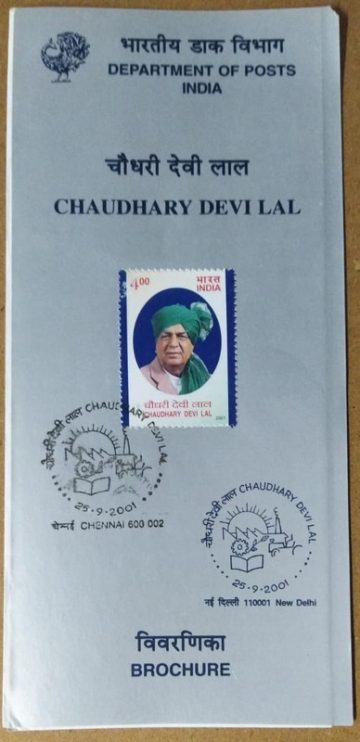 भारतीय डाक विभाग
DEPARTMENT OF POSTS
INDIA
चौधरी देवी लाल
CHAUDHARY DEVI LAL
4.00
भारत
INDIA
चौधरी देवी लाल
CHAUDHARY DEVI LAL
2001
चौधरी देवी लाल CHAUDHARY DEVI LAL
25-9-2001
चेन्नई CHENNAI 600 002
चौधरी देवी लाल CHAUDHARY DEVI LAL
25-9-2001
नई दिल्ली 110001 New Delhi
विवरणिका
BROCHURE